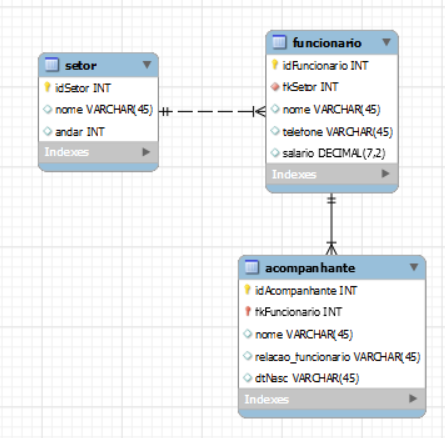 setor
idSetor INT
nome VARCHAR(45)
andar INT
Indexes
funcionario
idFuncionario INT
fkSetor INT
nome VARCHAR(45)
telefone VARCHAR(45)
salario DECIMAL(7,2)
Indexes
acompanhante
idAcompanhante INT
fkFuncionario INT
nome VARCHAR(45)
relacao_funcionario VARCHAR(45)
dtNasc VARCHAR(45)
Indexes